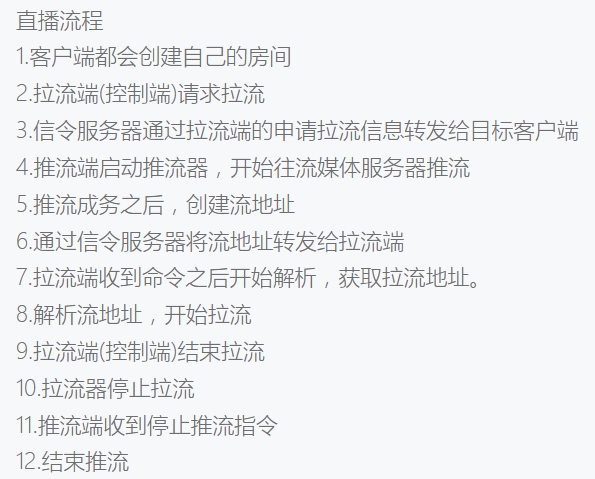 直播流程
1.客户端都会创建自己的房间
2.拉流端(控制端)请求拉流
3.信令服务器通过拉流端的申请拉流信息转发给目标客户端
4.推流端启动推流器，开始往流媒体服务器推流
5.推流成务之后，创建流地址
6.通过信令服务器将流地址转发给拉流端
7.拉流端收到命令之后开始解析，获取拉流地址。
8.解析流地址，开始拉流
9.拉流端(控制端)结束拉流
10.拉流器停止拉流
11.推流端收到停止推流指令
12.结束推流